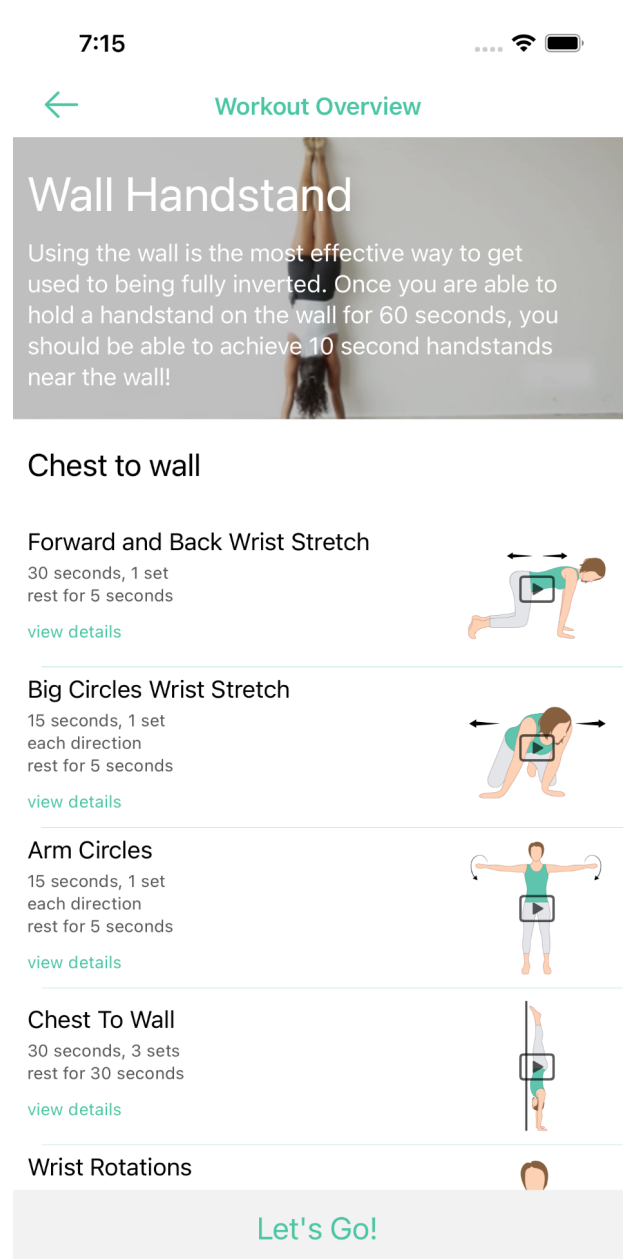 7:15
Workout Overview
Wall Handstand
Using the wall is the most effective way to get
used to being fully inverted. Once you are able to
hold a handstand on the wall for 60 seconds, you
should be able to achieve 10 second handstands
near the wall!
Chest to wall
Forward and Back Wrist Stretch
30 seconds, 1 set
rest for 5 seconds
view details
Big Circles Wrist Stretch
15 seconds, 1 set
each direction
rest for 5 seconds
view details
Arm Circles
15 seconds, 1 set
each direction
rest for 5 seconds
view details
Chest To Wall
30 seconds, 3 sets
rest for 30 seconds
view details
Wrist Rotations
Let's Go!